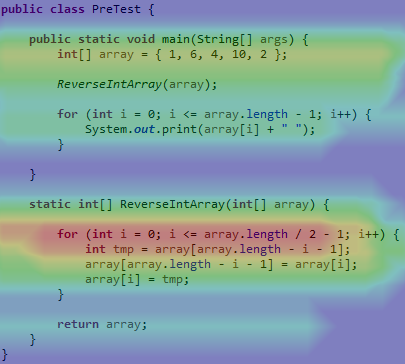 public class PreTest {
public static void main(String[] args) {
int[] array = { 1, 6, 4, 10, 2 };
ReverseIntArray(array);
for (int i = 0; i <= array.length - 1; i++) {
System.out.print(array[i] + " ");
}
}
static int[] ReverseIntArray(int[] array) {
for (int i = 0; i <= array.length / 2 - 1; i++) {
int tmp = array[array.length - i - 1];
array[array.length - i - 1] = array[i];
array[i] = tmp;
}
return array;
}
}